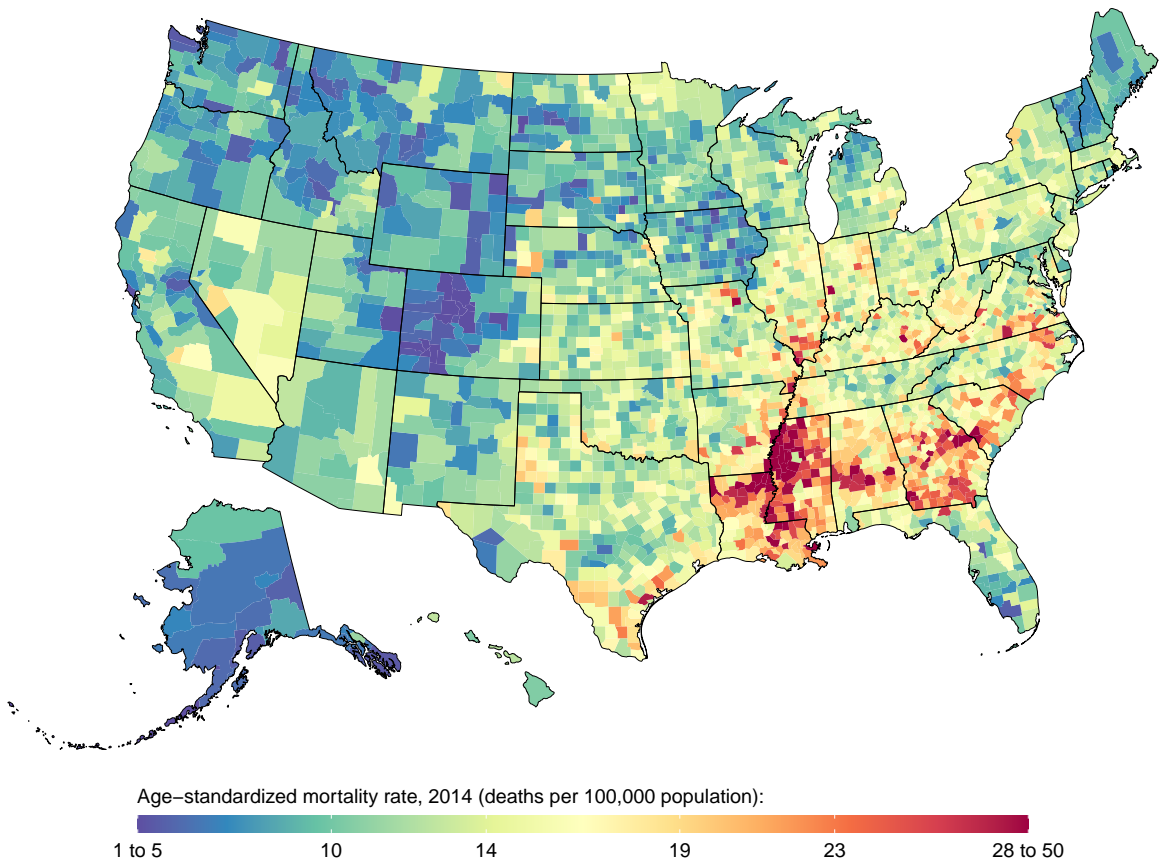 Age−standardized mortality rate, 2014 (deaths per 100,000 population):
1 to 5 10 14 19 23 28 to 50